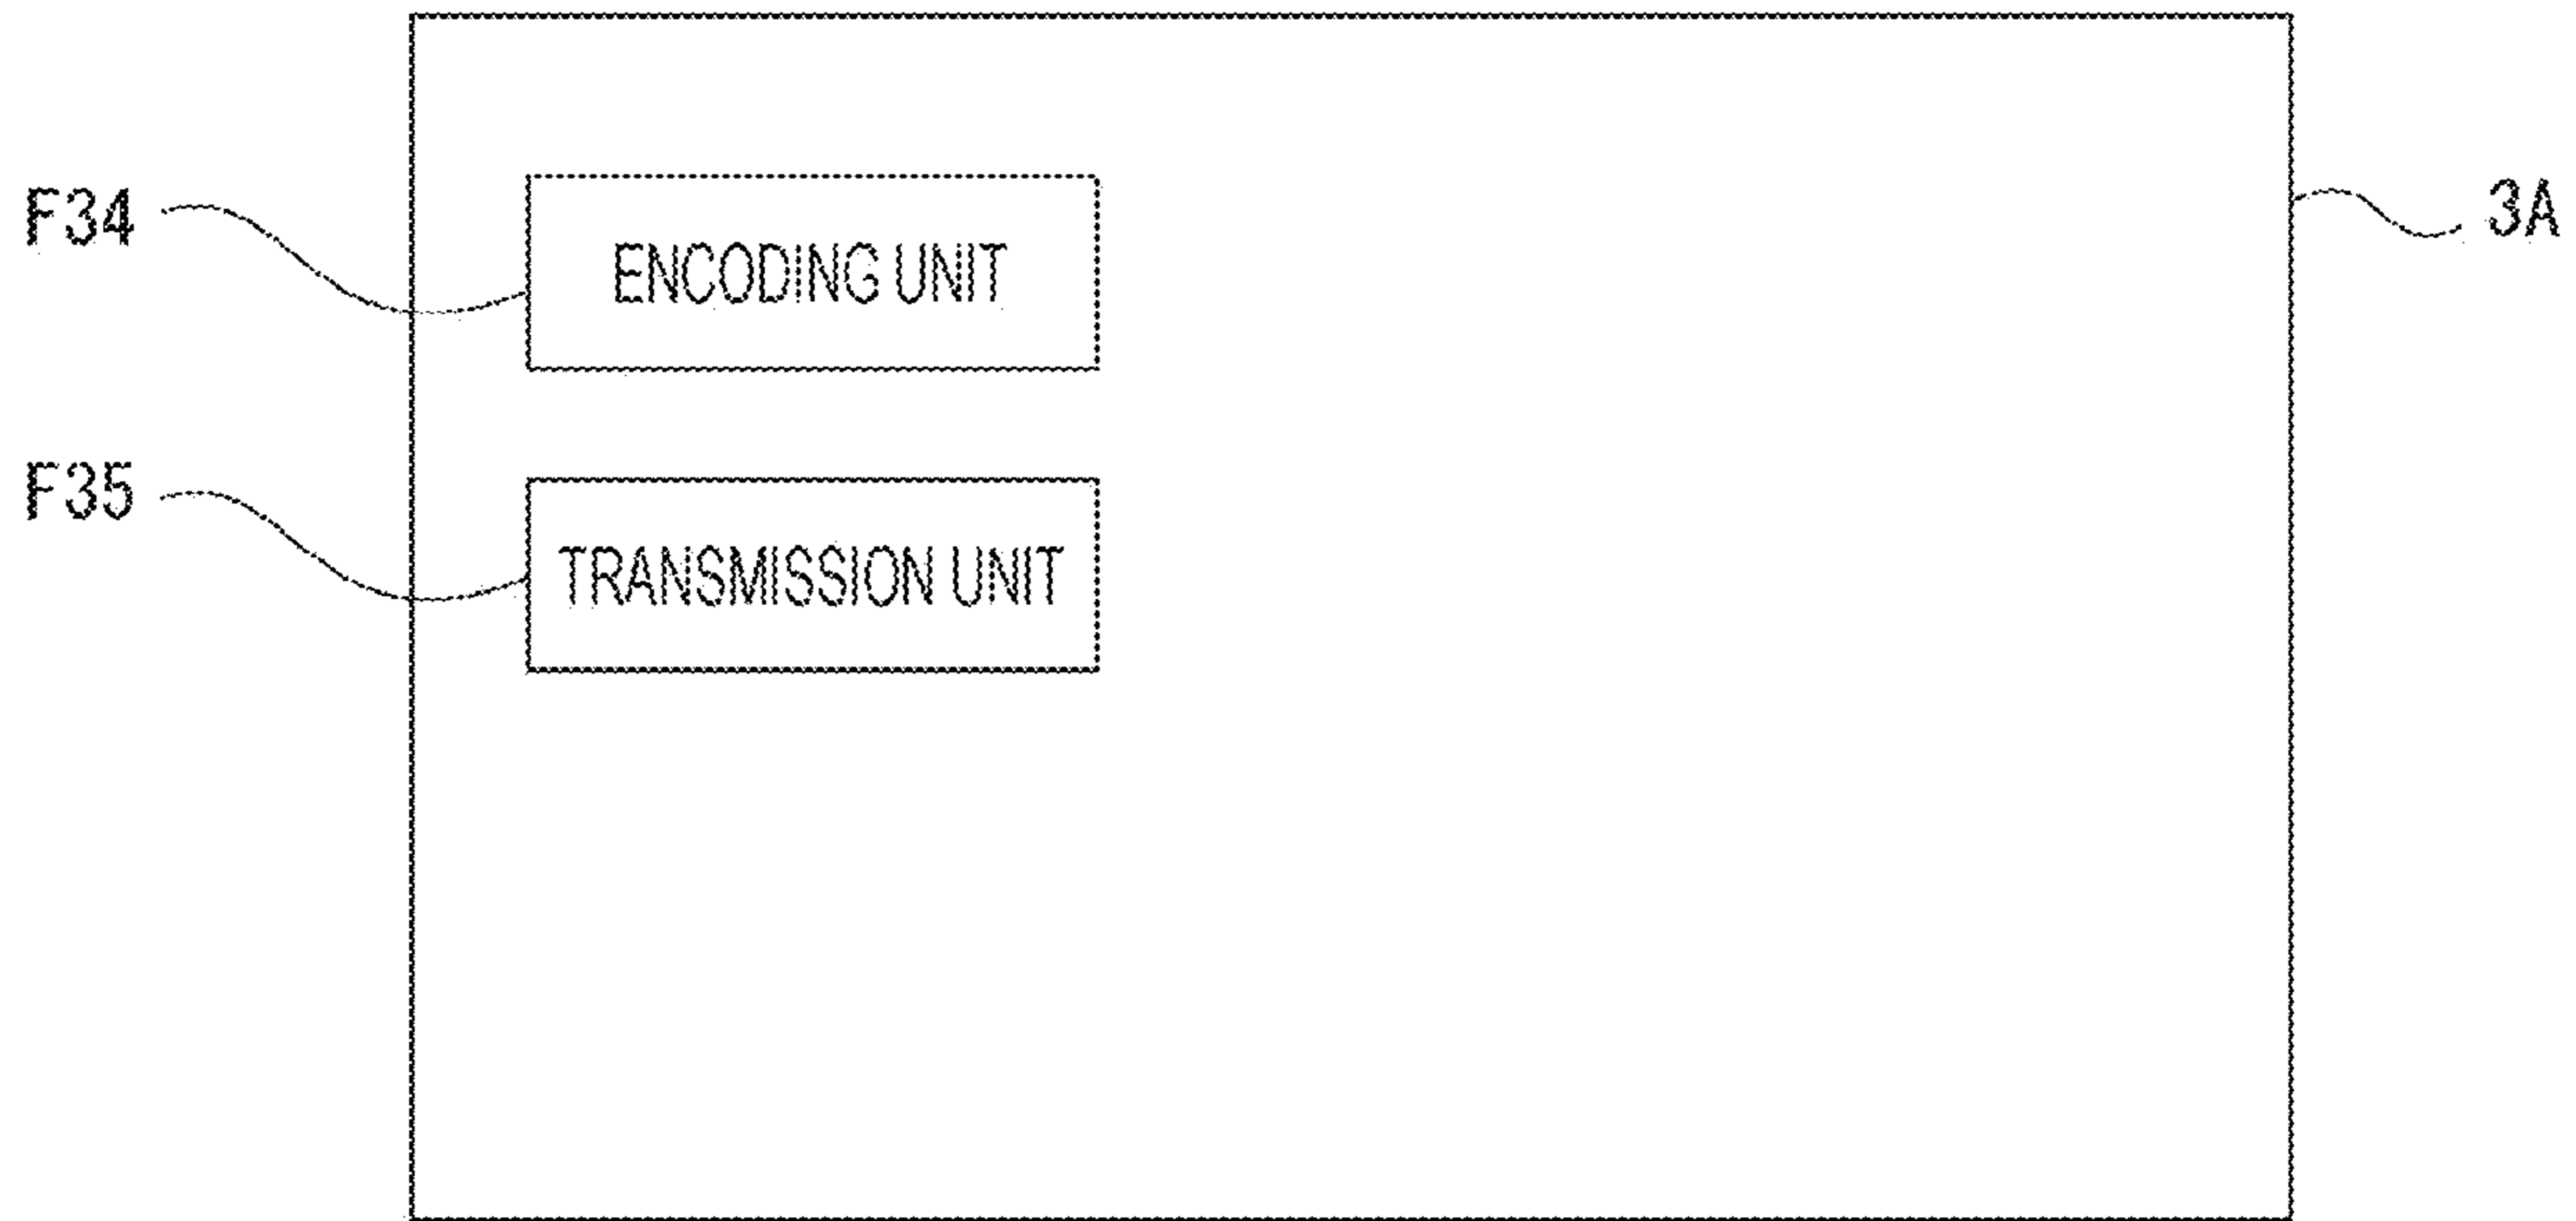 F34
ENCODING UNIT
3A
F35
TRANSMISSION UNIT